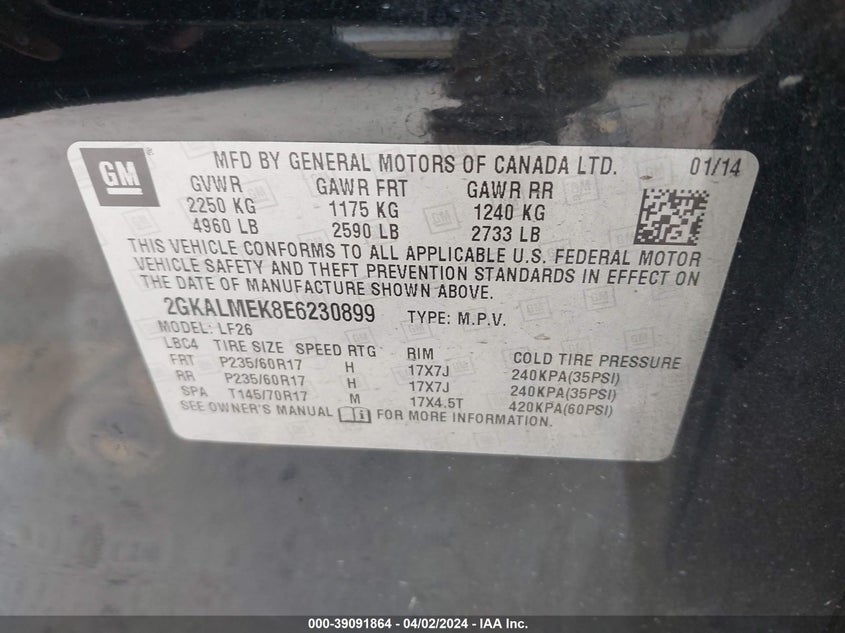 GM ® MFD BY GENERAL MOTORS OF CANADA LTD. 01/14
GVWR GAWR FRT GAWR RR
2250 KG 1175 KG 1240 KG
4960 LB 2590 LB 2733 LB
THIS VEHICLE CONFORMS TO ALL APPLICABLE U.S. FEDERAL MOTOR
VEHICLE SAFETY AND THEFT PREVENTION STANDARDS IN EFFECT ON
THE DATE OF MANUFACTURE SHOWN ABOVE.
2GKALMEK8E6230899 TYPE: M.P.V.
MODEL: LF26
LBC4 TIRE SIZE SPEED RTG RIM COLD TIRE PRESSURE
FRT P235/60R17 H 17X7J 240KPA(35PSI)
RR P235/60R17 H 17X7J 240KPA(35PSI)
SPA T145/70R17 M 17X4.5T 420KPA(60PSI)
SEE OWNER'S MANUAL FOR MORE INFORMATION.
000-39091864 - 04/02/2024 - IAA Inc.